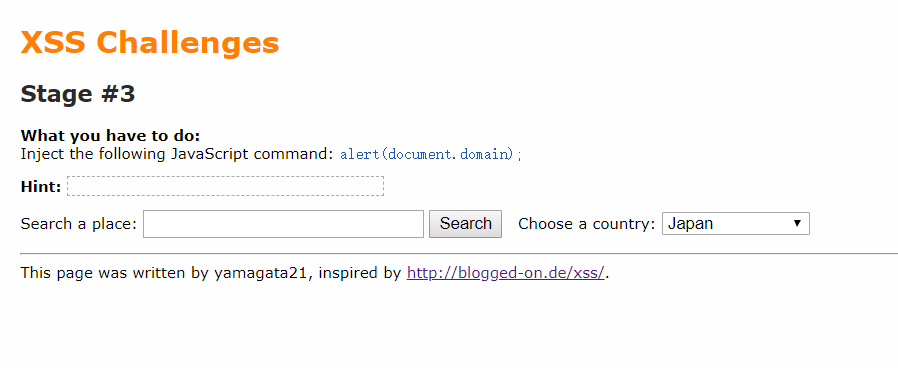 XSS Challenges
Stage #3
What you have to do:
Inject the following JavaScript command: alert(document.domain);
Hint:
Search a place: Search Choose a country: Japan
This page was written by yamagata21, inspired by http://blogged-on.de/xss/.